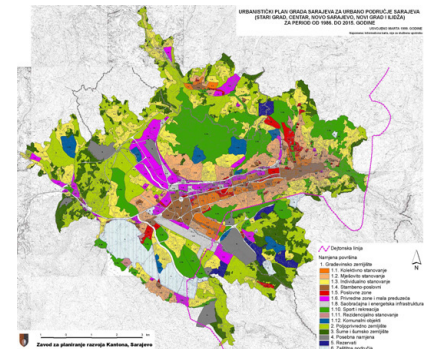 URBANISTIČKI PLAN GRADA SARAJEVA ZA URBANO PODRUČJE SARAJEVA
(STARI GRAD, CENTAR, NOVO SARAJEVO, NOVI GRAD I ILIDŽA)
ZA PERIOD OD 1986. DO 2015. GODINE
Dejtonska linija
Namjena površina
1. Građevinsko zemljište
1.1. Kolektivno stanovanje
1.2. Mješovito stanovanje
1.3. Individualno stanovanje
1.4. Stambeno-poslovni
1.5. Poslovne zone
1.6. Privredne zone i mala preduzeća
1.8. Saobraćajna i energetska infrastruktura
1.10. Sport i rekreacija
1.11. Rezidencijalno stanovanje
1.12. Komunalni objekti
2. Poljoprivredno zemljište
3. Šume i šumsko zemljište
4. Posebna namjena
5. Rezervati
Zavod za planiranje razvoja Kantona, Sarajevo